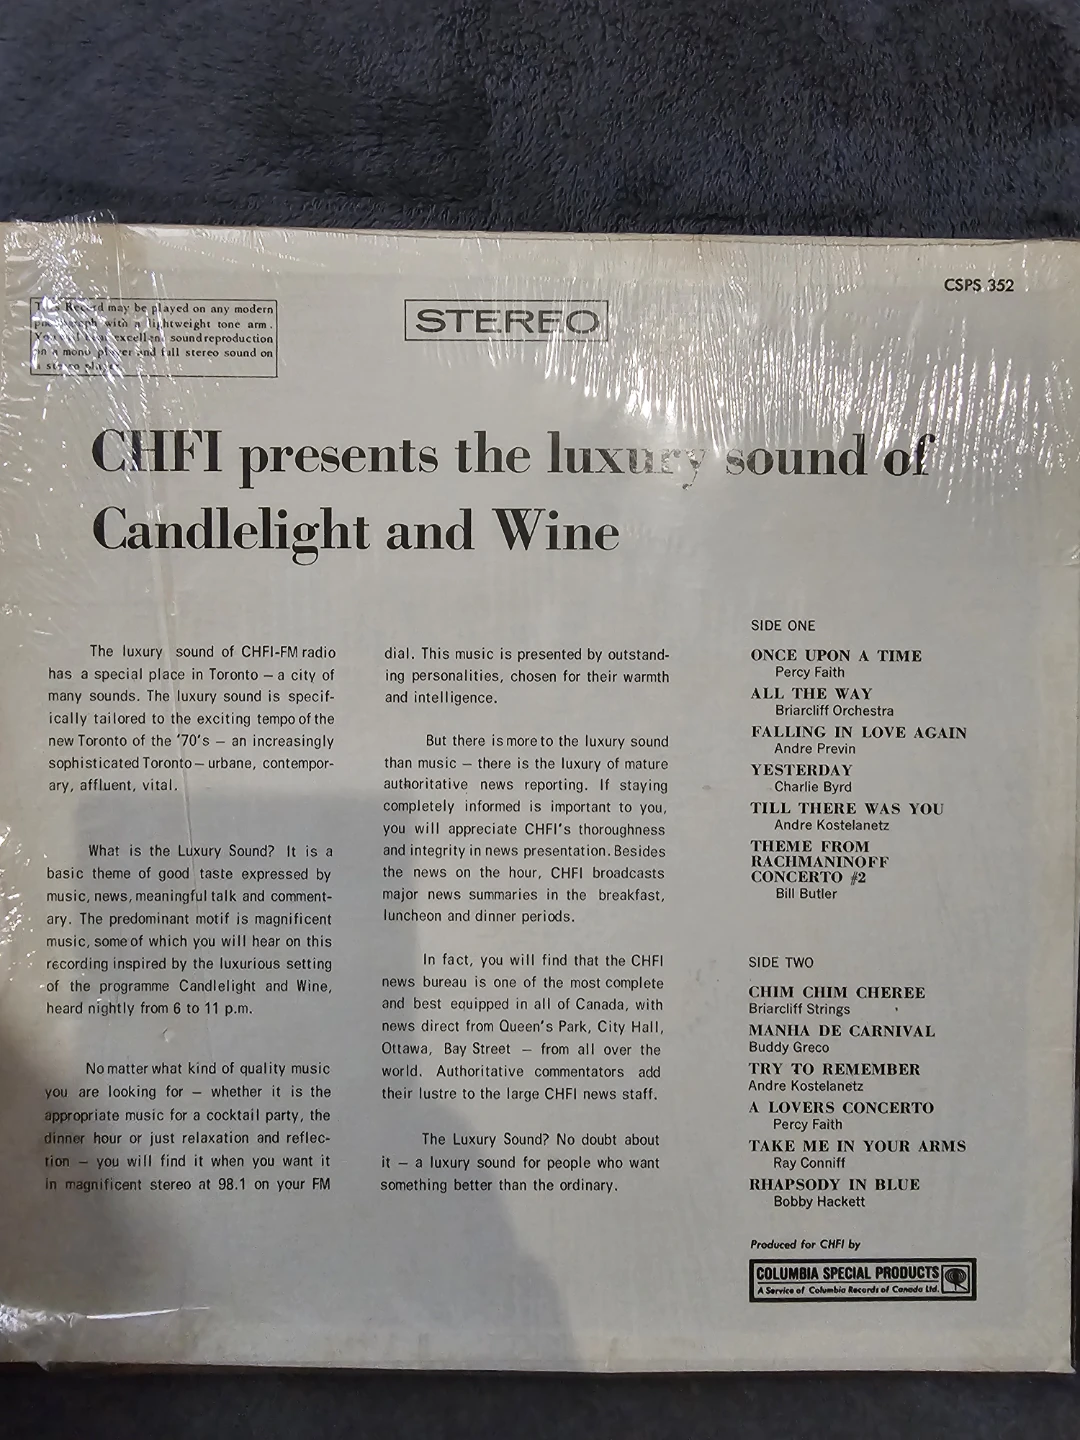 CSPS 352
This Record may be played on any modern
phonograph with a lightweight tone arm.
excellent sound reproduction
on a mono player and full stereo sound on
a stereo player.
STEREO
CHFI presents the luxury sound of
Candlelight and Wine
The luxury sound of CHFI-FM radio
has a special place in Toronto — a city of
many sounds. The luxury sound is specif-
ically tailored to the exciting tempo of the
new Toronto of the '70's — an increasingly
sophisticated Toronto — urbane, contempor-
ary, affluent, vital.
What is the Luxury Sound? It is a
basic theme of good taste expressed by
music, news, meaningful talk and comment-
ary. The predominant motif is magnificent
music, some of which you will hear on this
recording inspired by the luxurious setting
of the programme Candlelight and Wine,
heard nightly from 6 to 11 p.m.
No matter what kind of quality music
you are looking for — whether it is the
appropriate music for a cocktail party, the
dinner hour or just relaxation and reflec-
tion — you will find it when you want it
in magnificent stereo at 98.1 on your FM
dial. This music is presented by outstand-
ing personalities, chosen for their warmth
and intelligence.
But there is more to the luxury sound
than music — there is the luxury of mature
authoritative news reporting. If staying
completely informed is important to you,
you will appreciate CHFI's thoroughness
and integrity in news presentation. Besides
the news on the hour, CHFI broadcasts
major news summaries in the breakfast,
luncheon and dinner periods.
In fact, you will find that the CHFI
news bureau is one of the most complete
and best equipped in all of Canada, with
news direct from Queen's Park, City Hall,
Ottawa, Bay Street — from all over the
world. Authoritative commentators add
their lustre to the large CHFI news staff.
The Luxury Sound? No doubt about
it — a luxury sound for people who want
something better than the ordinary.
SIDE ONE
ONCE UPON A TIME
Percy Faith
ALL THE WAY
Briarcliff Orchestra
FALLING IN LOVE AGAIN
Andre Previn
YESTERDAY
Charlie Byrd
TILL THERE WAS YOU
Andre Kostelanetz
THEME FROM
RACHMANINOFF
CONCERTO #2
Bill Butler
SIDE TWO
CHIM CHIM CHEREE
Briarcliff Strings
MANHA DE CARNIVAL
Buddy Greco
TRY TO REMEMBER
Andre Kostelanetz
A LOVERS CONCERTO
Percy Faith
TAKE ME IN YOUR ARMS
Ray Conniff
RHAPSODY IN BLUE
Bobby Hackett
Produced for CHFI by
COLUMBIA SPECIAL PRODUCTS
A Service of Columbia Records of Canada Ltd.